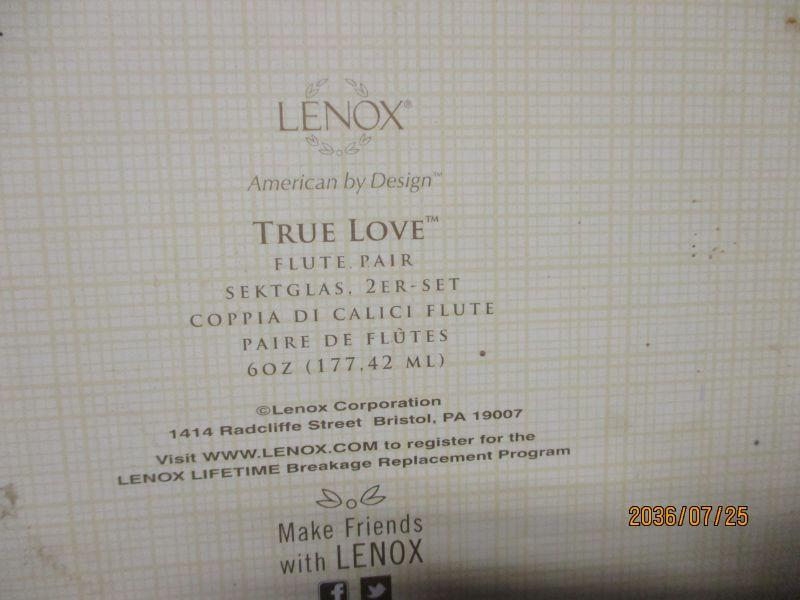 LENOX®
American by Design™
TRUE LOVE™
FLUTE PAIR
SEKTGLAS, 2ER-SET
COPPIA DI CALICI FLUTE
PAIRE DE FLÛTES
6OZ (177,42 ML)
©Lenox Corporation
1414 Radcliffe Street Bristol, PA 19007
Visit WWW.LENOX.COM to register for the
LENOX LIFETIME Breakage Replacement Program
Make Friends
with LENOX
f
2036/07/25